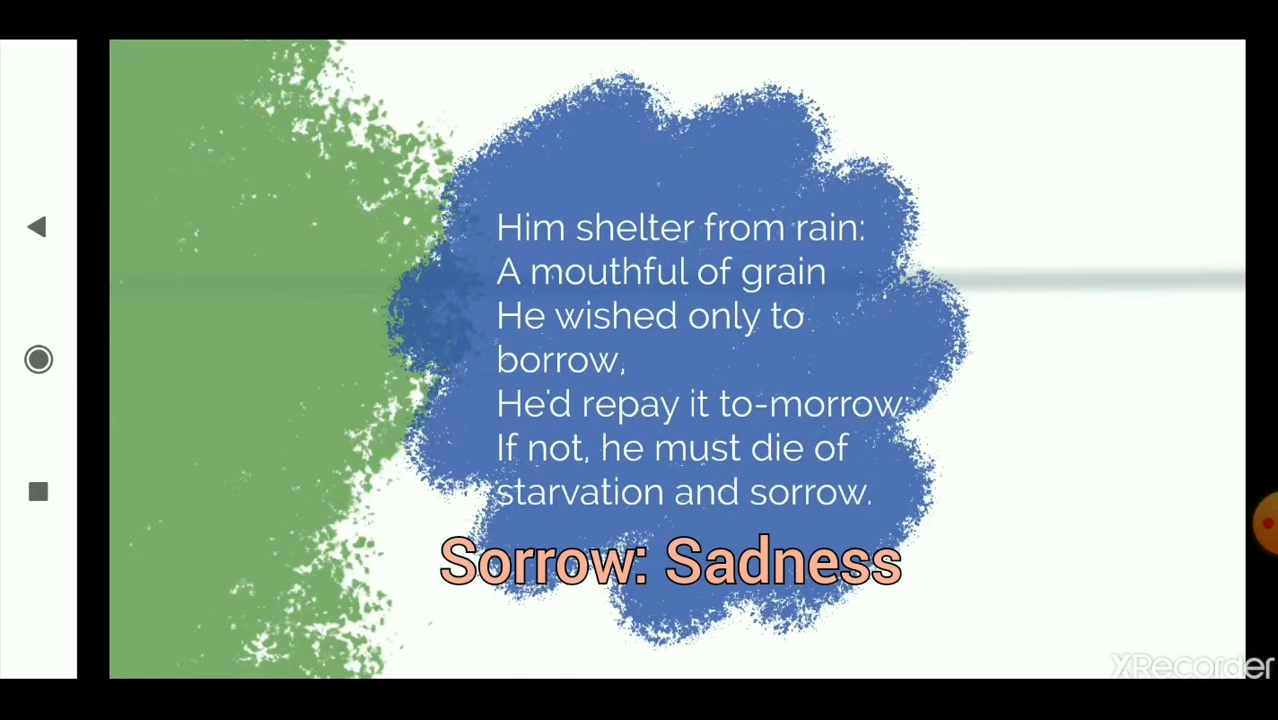 Him shelter from rain:
A mouthful of grain
He wished only to
borrow,
He'd repay it to-morrow:
If not, he must die of
starvation and sorrow.
Sorrow: Sadness
XRecorder